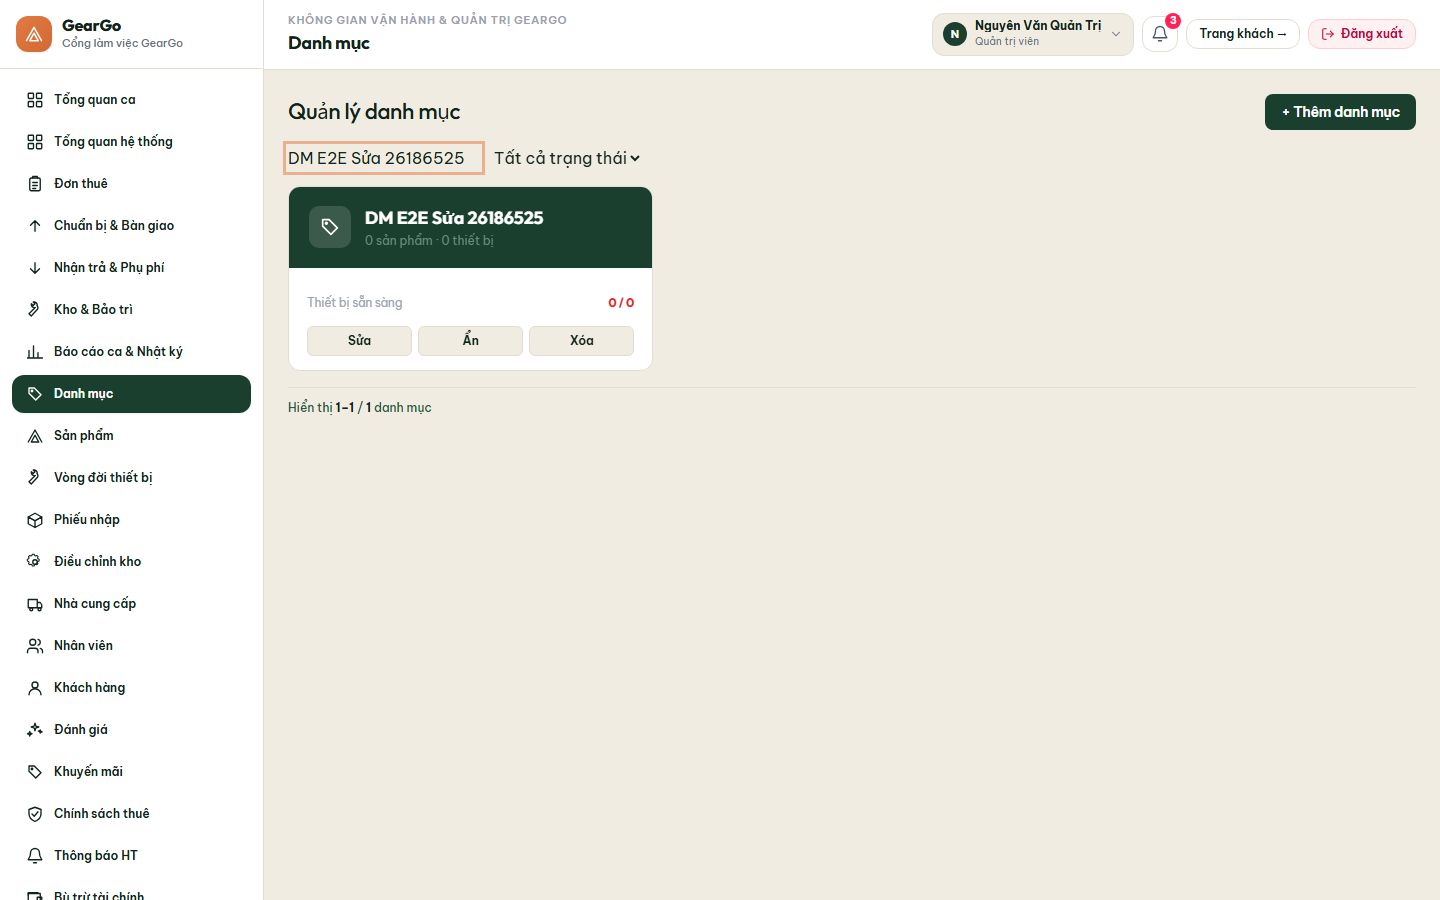 GearGo
Cổng làm việc GearGo
KHÔNG GIAN VẬN HÀNH & QUẢN TRỊ GEARGO
Danh mục
N
Nguyễn Văn Quản Trị
Quản trị viên
3
Trang khách →
Đăng xuất
Tổng quan ca
Tổng quan hệ thống
Đơn thuê
Chuẩn bị & Bàn giao
Nhận trả & Phụ phí
Kho & Bảo trì
Báo cáo ca & Nhật ký
Danh mục
Sản phẩm
Vòng đời thiết bị
Phiếu nhập
Điều chỉnh kho
Nhà cung cấp
Nhân viên
Khách hàng
Đánh giá
Khuyến mãi
Chính sách thuê
Thông báo HT
Bù trừ tài chính
Quản lý danh mục
+ Thêm danh mục
DM E2E Sửa 26186525
Tất cả trạng thái
DM E2E Sửa 26186525
0 sản phẩm · 0 thiết bị
Thiết bị sẵn sàng
0 / 0
Sửa
Ẩn
Xóa
Hiển thị 1–1 / 1 danh mục